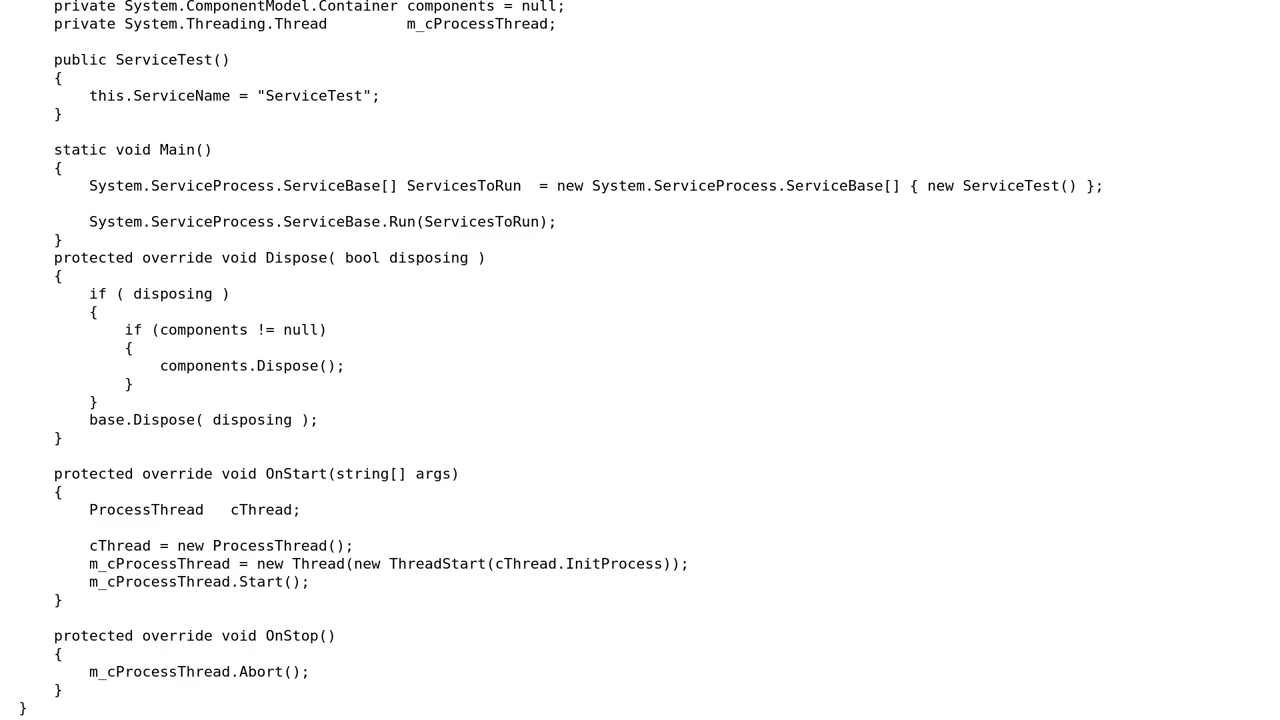 private System.ComponentModel.Container components = null;
private System.Threading.Thread         m_cProcessThread;

public ServiceTest()
{
    this.ServiceName = "ServiceTest";
}

static void Main()
{
    System.ServiceProcess.ServiceBase[] ServicesToRun  = new System.ServiceProcess.ServiceBase[] { new ServiceTest() };

    System.ServiceProcess.ServiceBase.Run(ServicesToRun);
}
protected override void Dispose( bool disposing )
{
    if ( disposing )
    {
        if (components != null)
        {
            components.Dispose();
        }
    }
    base.Dispose( disposing );
}

protected override void OnStart(string[] args)
{
    ProcessThread   cThread;

    cThread = new ProcessThread();
    m_cProcessThread = new Thread(new ThreadStart(cThread.InitProcess));
    m_cProcessThread.Start();
}

protected override void OnStop()
{
    m_cProcessThread.Abort();
}
}